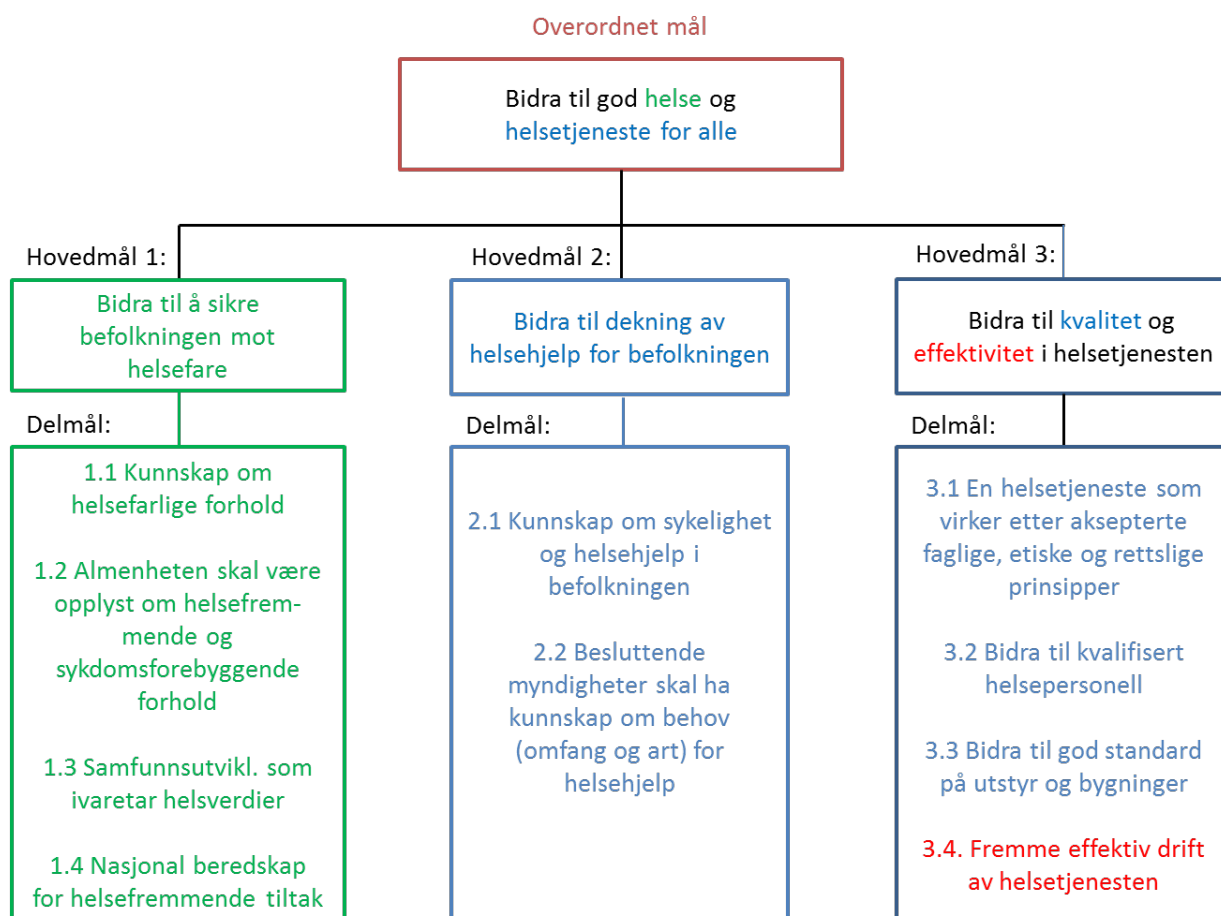 Overordnet mål
Bidra til god helse og
helsetjeneste for alle
Hovedmål 1:
Bidra til å sikre
befolkningen mot
helsefare
Delmål:
1.1 Kunnskap om
helsefarlige forhold
1.2 Almenheten skal være
opplyst om helsefrem-
mende og
sykdomsforebyggende
forhold
1.3 Samfunnsutvikl. som
ivaretar helsverdier
1.4 Nasjonal beredskap
for helsefremmende tiltak
Hovedmål 2:
Bidra til dekning av
helsehjelp for befolkningen
Delmål:
2.1 Kunnskap om sykelighet
og helsehjelp i
befolkningen
2.2 Besluttende
myndigheter skal ha
kunnskap om behov
(omfang og art) for
helsehjelp
Hovedmål 3:
Bidra til kvalitet og
effektivitet i helsetjenesten
Delmål:
3.1 En helsetjeneste som
virker etter aksepterte
faglige, etiske og rettslige
prinsipper
3.2 Bidra til kvalifisert
helsepersonell
3.3 Bidra til god standard
på utstyr og bygninger
3.4. Fremme effektiv drift
av helsetjenesten